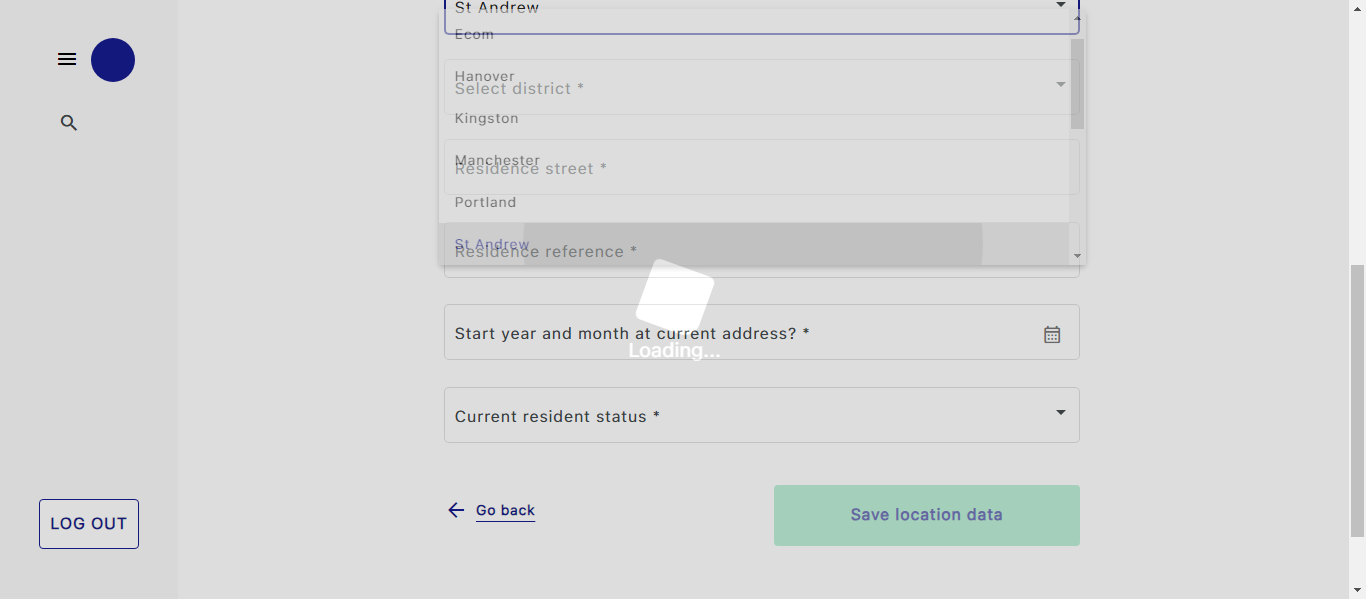 St Andrew
Ecom
Hanover
Select district *
Kingston
Manchester
Residence street *
Portland
St Andrew
Residence reference *
Start year and month at current address? *
Loading...
Current resident status *
Go back
Save location data
LOG OUT